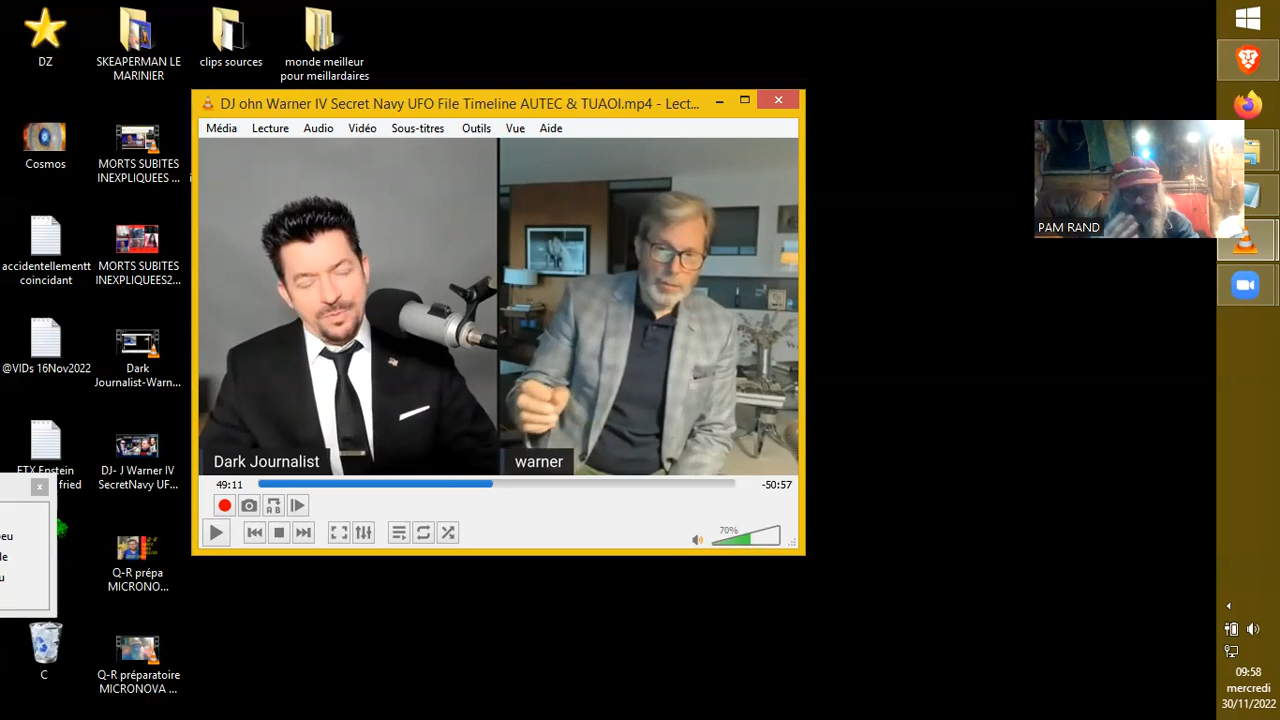 DZ
SKEAPERMAN LE
MARINIER
clips sources
monde meilleur
pour meillardaires
Cosmos
MORTS SUBITES
INEXPLIQUEES ...
accidentellementt
coincidant
MORTS SUBITES
INEXPLIQUEES2...
@VIDs 16Nov2022
Dark
Journalist-Warn...
FTX Epstein
fried
DJ- J Warner IV
SecretNavy UF...
Q-R prépa
MICRONO...
C
Q-R préparatoire
MICRONOVA ...
x
eu
le
u
DJ ohn Warner IV Secret Navy UFO File Timeline AUTEC & TUAOI.mp4 - Lect...
Média Lecture Audio Vidéo Sous-titres Outils Vue Aide
Dark Journalist
warner
49:11
-50:57
A B
70%
PAM RAND
09:58
mercredi
30/11/2022